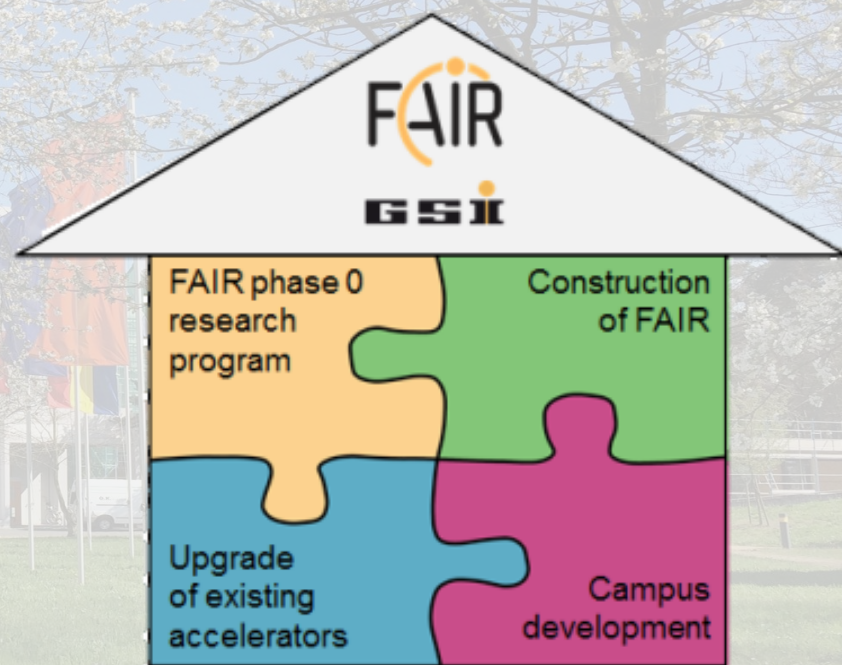 FAIR
GSI
FAIR phase 0
research
program
Construction
of FAIR
Upgrade
of existing
accelerators
Campus
development